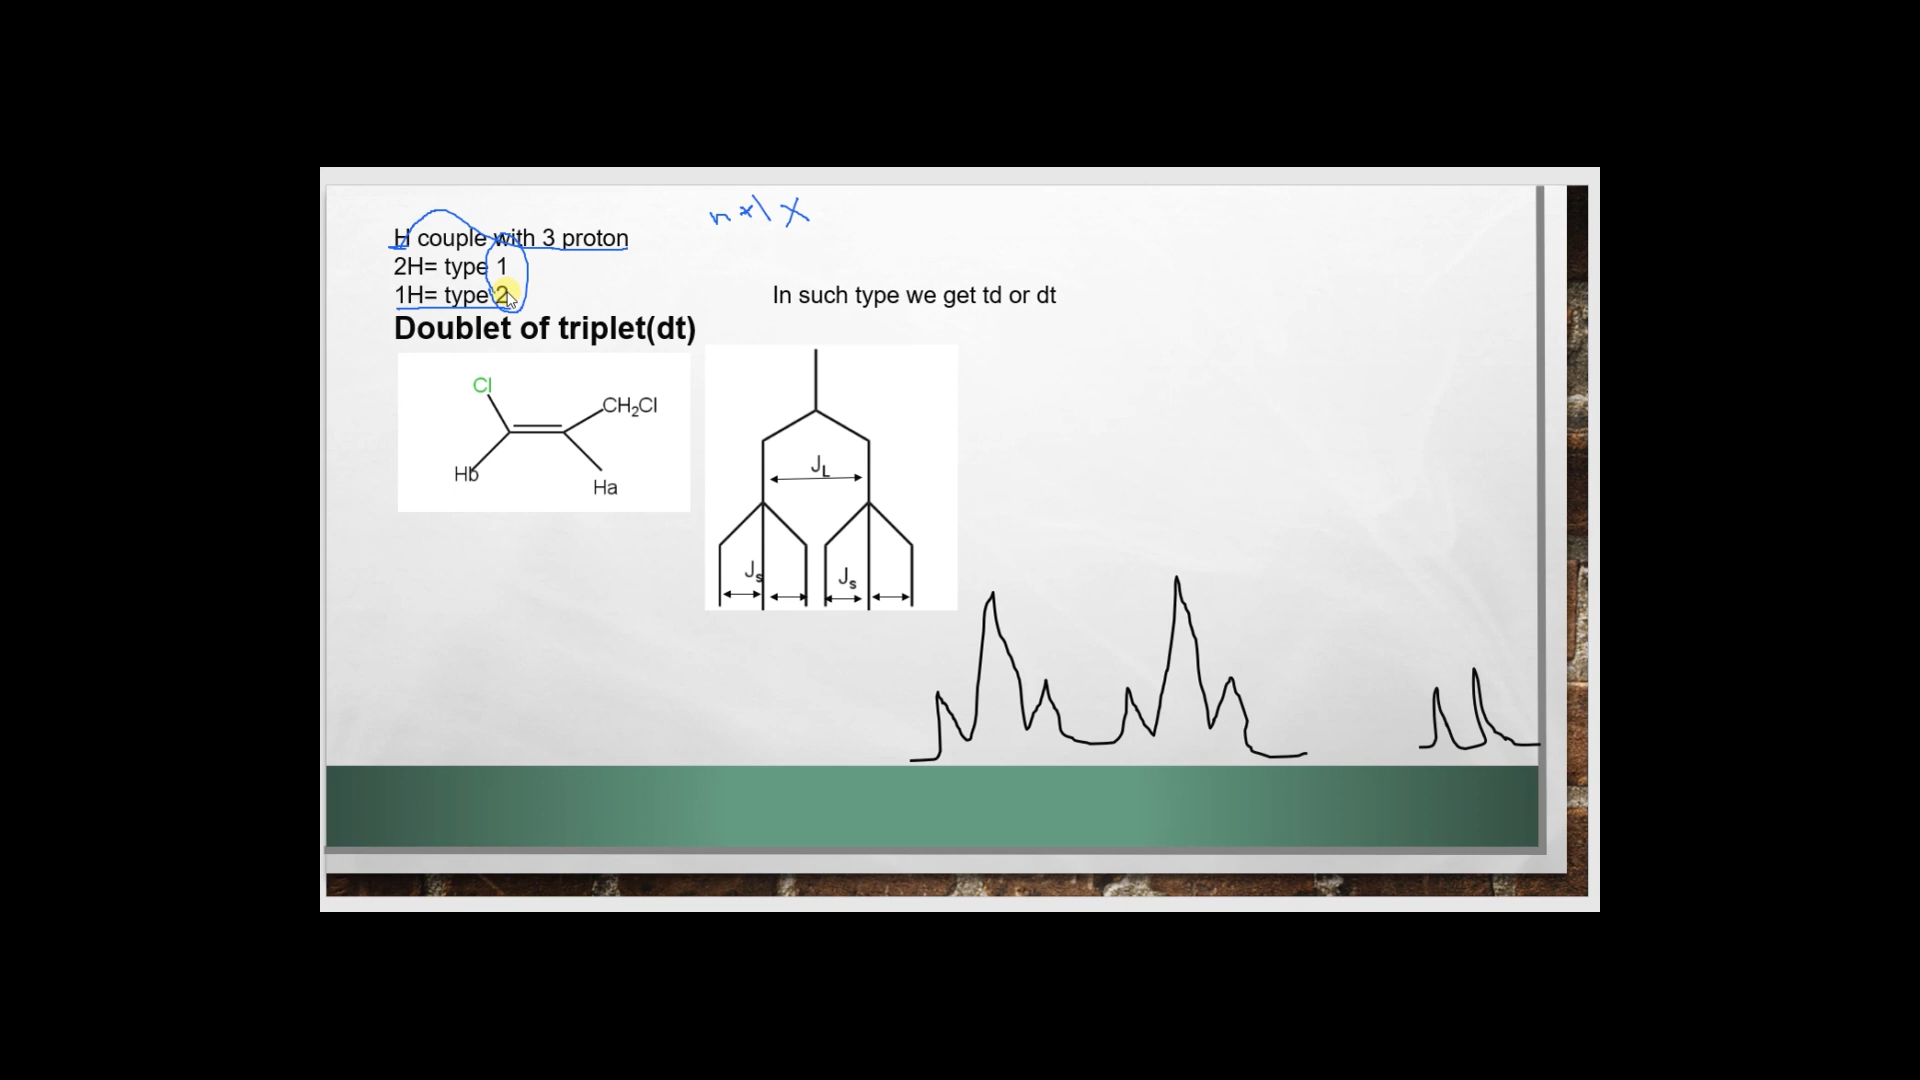 n+1 X
H couple with 3 proton
2H= type 1
1H= type 2
In such type we get td or dt
Doublet of triplet(dt)
Cl
CH2Cl
Hb
Ha
JL
Js
Js